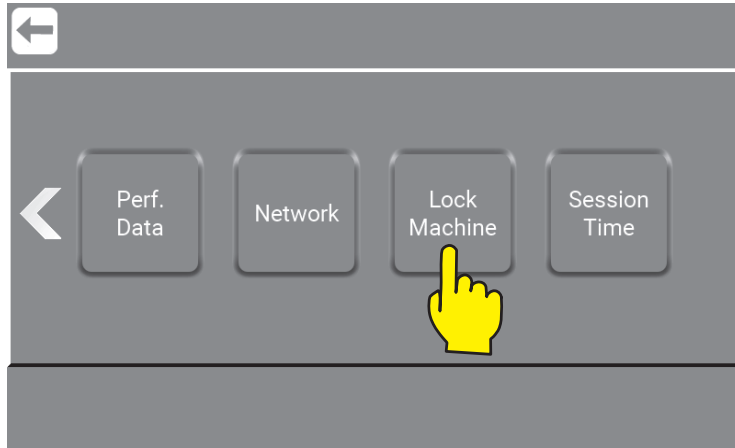 Perf.
Data
Network
Lock
Machine
Session
Time